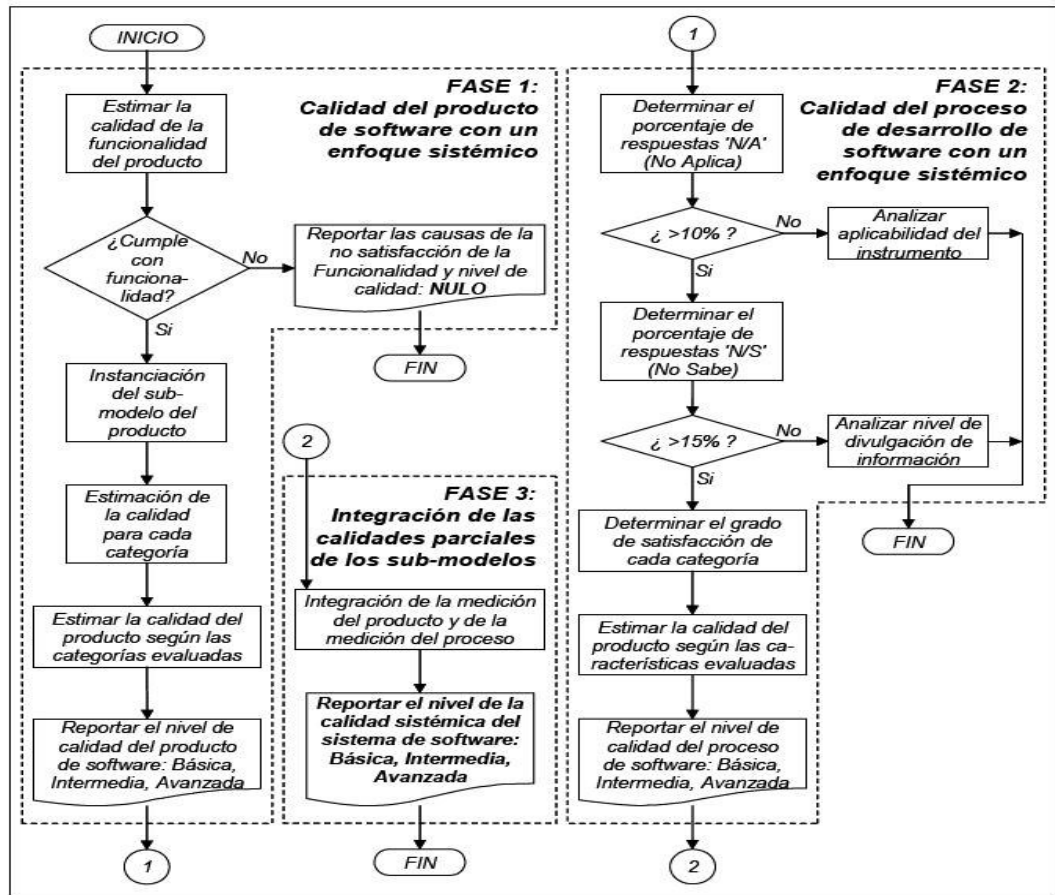 INICIO
FASE 1:
Calidad del producto
de software con un
enfoque sistémico
Estimar la
calidad de la
funcionalidad
del producto
¿Cumple
con
funciona-
lidad?
No
Reportar las causas de la
no satisfacción de la
Funcionalidad y nivel de
calidad: NULO
FIN
Si
Instanciación
del sub-
modelo del
producto
Estimación de
la calidad
para cada
categoría
Estimar la calidad del
producto según las
categorías evaluadas
Reportar el nivel de
calidad del producto
de software: Básica,
Intermedia, Avanzada
1
2
FASE 3:
Integración de las
calidades parciales
de los sub-modelos
Integración de la medición
del producto y de la
medición del proceso
Reportar el nivel de la
calidad sistémica del
sistema de software:
Básica, Intermedia,
Avanzada
FIN
1
FASE 2:
Calidad del proceso
de desarrollo de
software con un
enfoque sistémico
Determinar el
porcentaje de
respuestas 'N/A'
(No Aplica)
¿ >10% ?
No
Analizar
aplicabilidad del
instrumento
Si
Determinar el
porcentaje de
respuestas 'N/S'
(No Sabe)
¿ >15% ?
No
Analizar nivel de
divulgación de
información
Si
FIN
Determinar el grado
de satisfacción de
cada categoría
Estimar la calidad del
producto según las ca-
racterísticas evaluadas
Reportar el nivel de
calidad del proceso
de software: Básica,
Intermedia, Avanzada
2